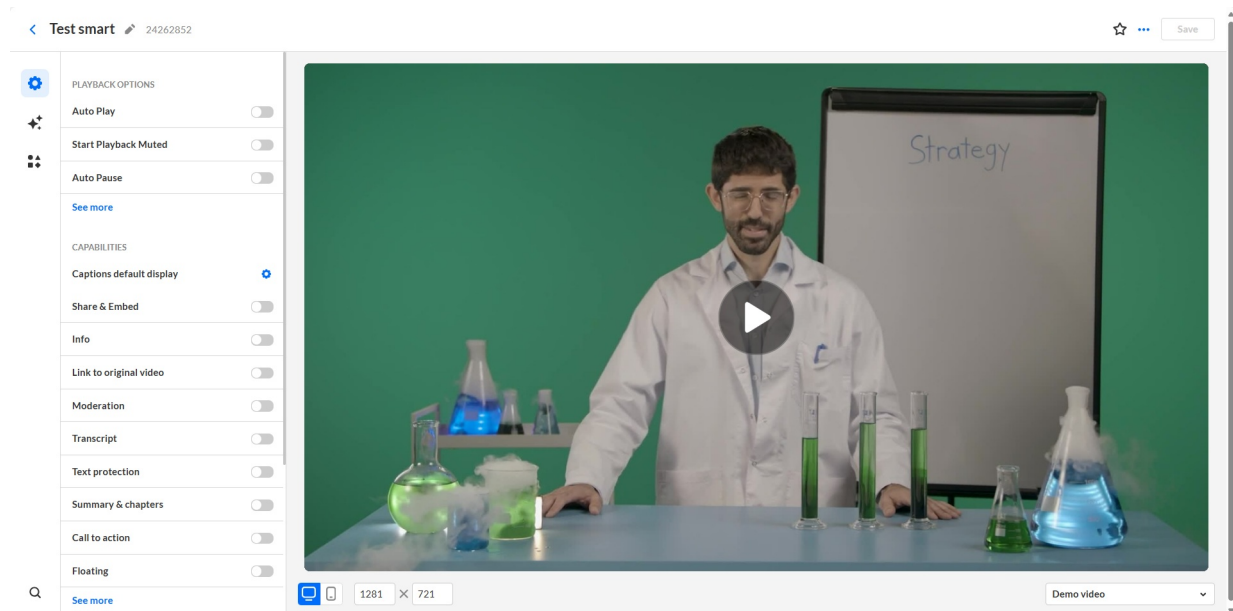 Test smart
24262852
Save
PLAYBACK OPTIONS
Auto Play
Start Playback Muted
Auto Pause
See more
CAPABILITIES
Captions default display
Share & Embed
Info
Link to original video
Moderation
Transcript
Text protection
Summary & chapters
Call to action
Floating
See more
Strategy
1281
721
Demo video